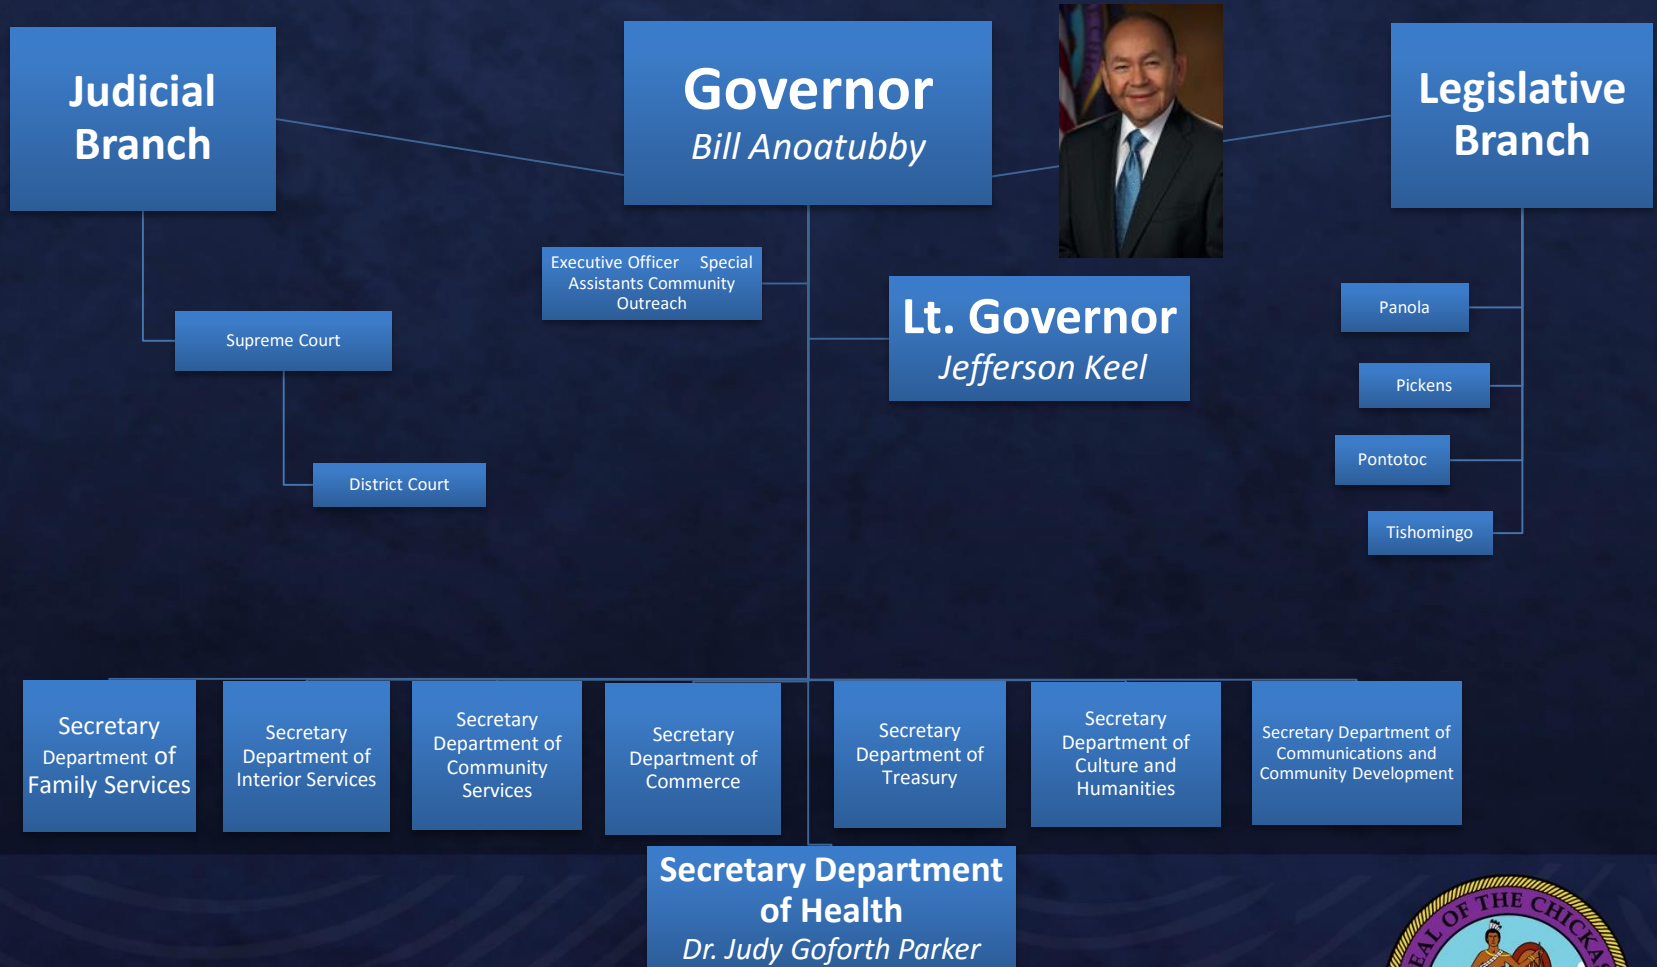 Judicial
Branch
Governor
Bill Anoatubby
Legislative
Branch
Executive Officer Special
Assistants Community
Outreach
Lt. Governor
Jefferson Keel
Supreme Court
District Court
Panola
Pickens
Pontotoc
Tishomingo
Secretary
Department of
Family Services
Secretary
Department of
Interior Services
Secretary
Department of
Community
Services
Secretary
Department of
Commerce
Secretary
Department of
Treasury
Secretary
Department of
Culture and
Humanities
Secretary Department of
Communications and
Community Development
Secretary Department
of Health
Dr. Judy Goforth Parker
OF THE